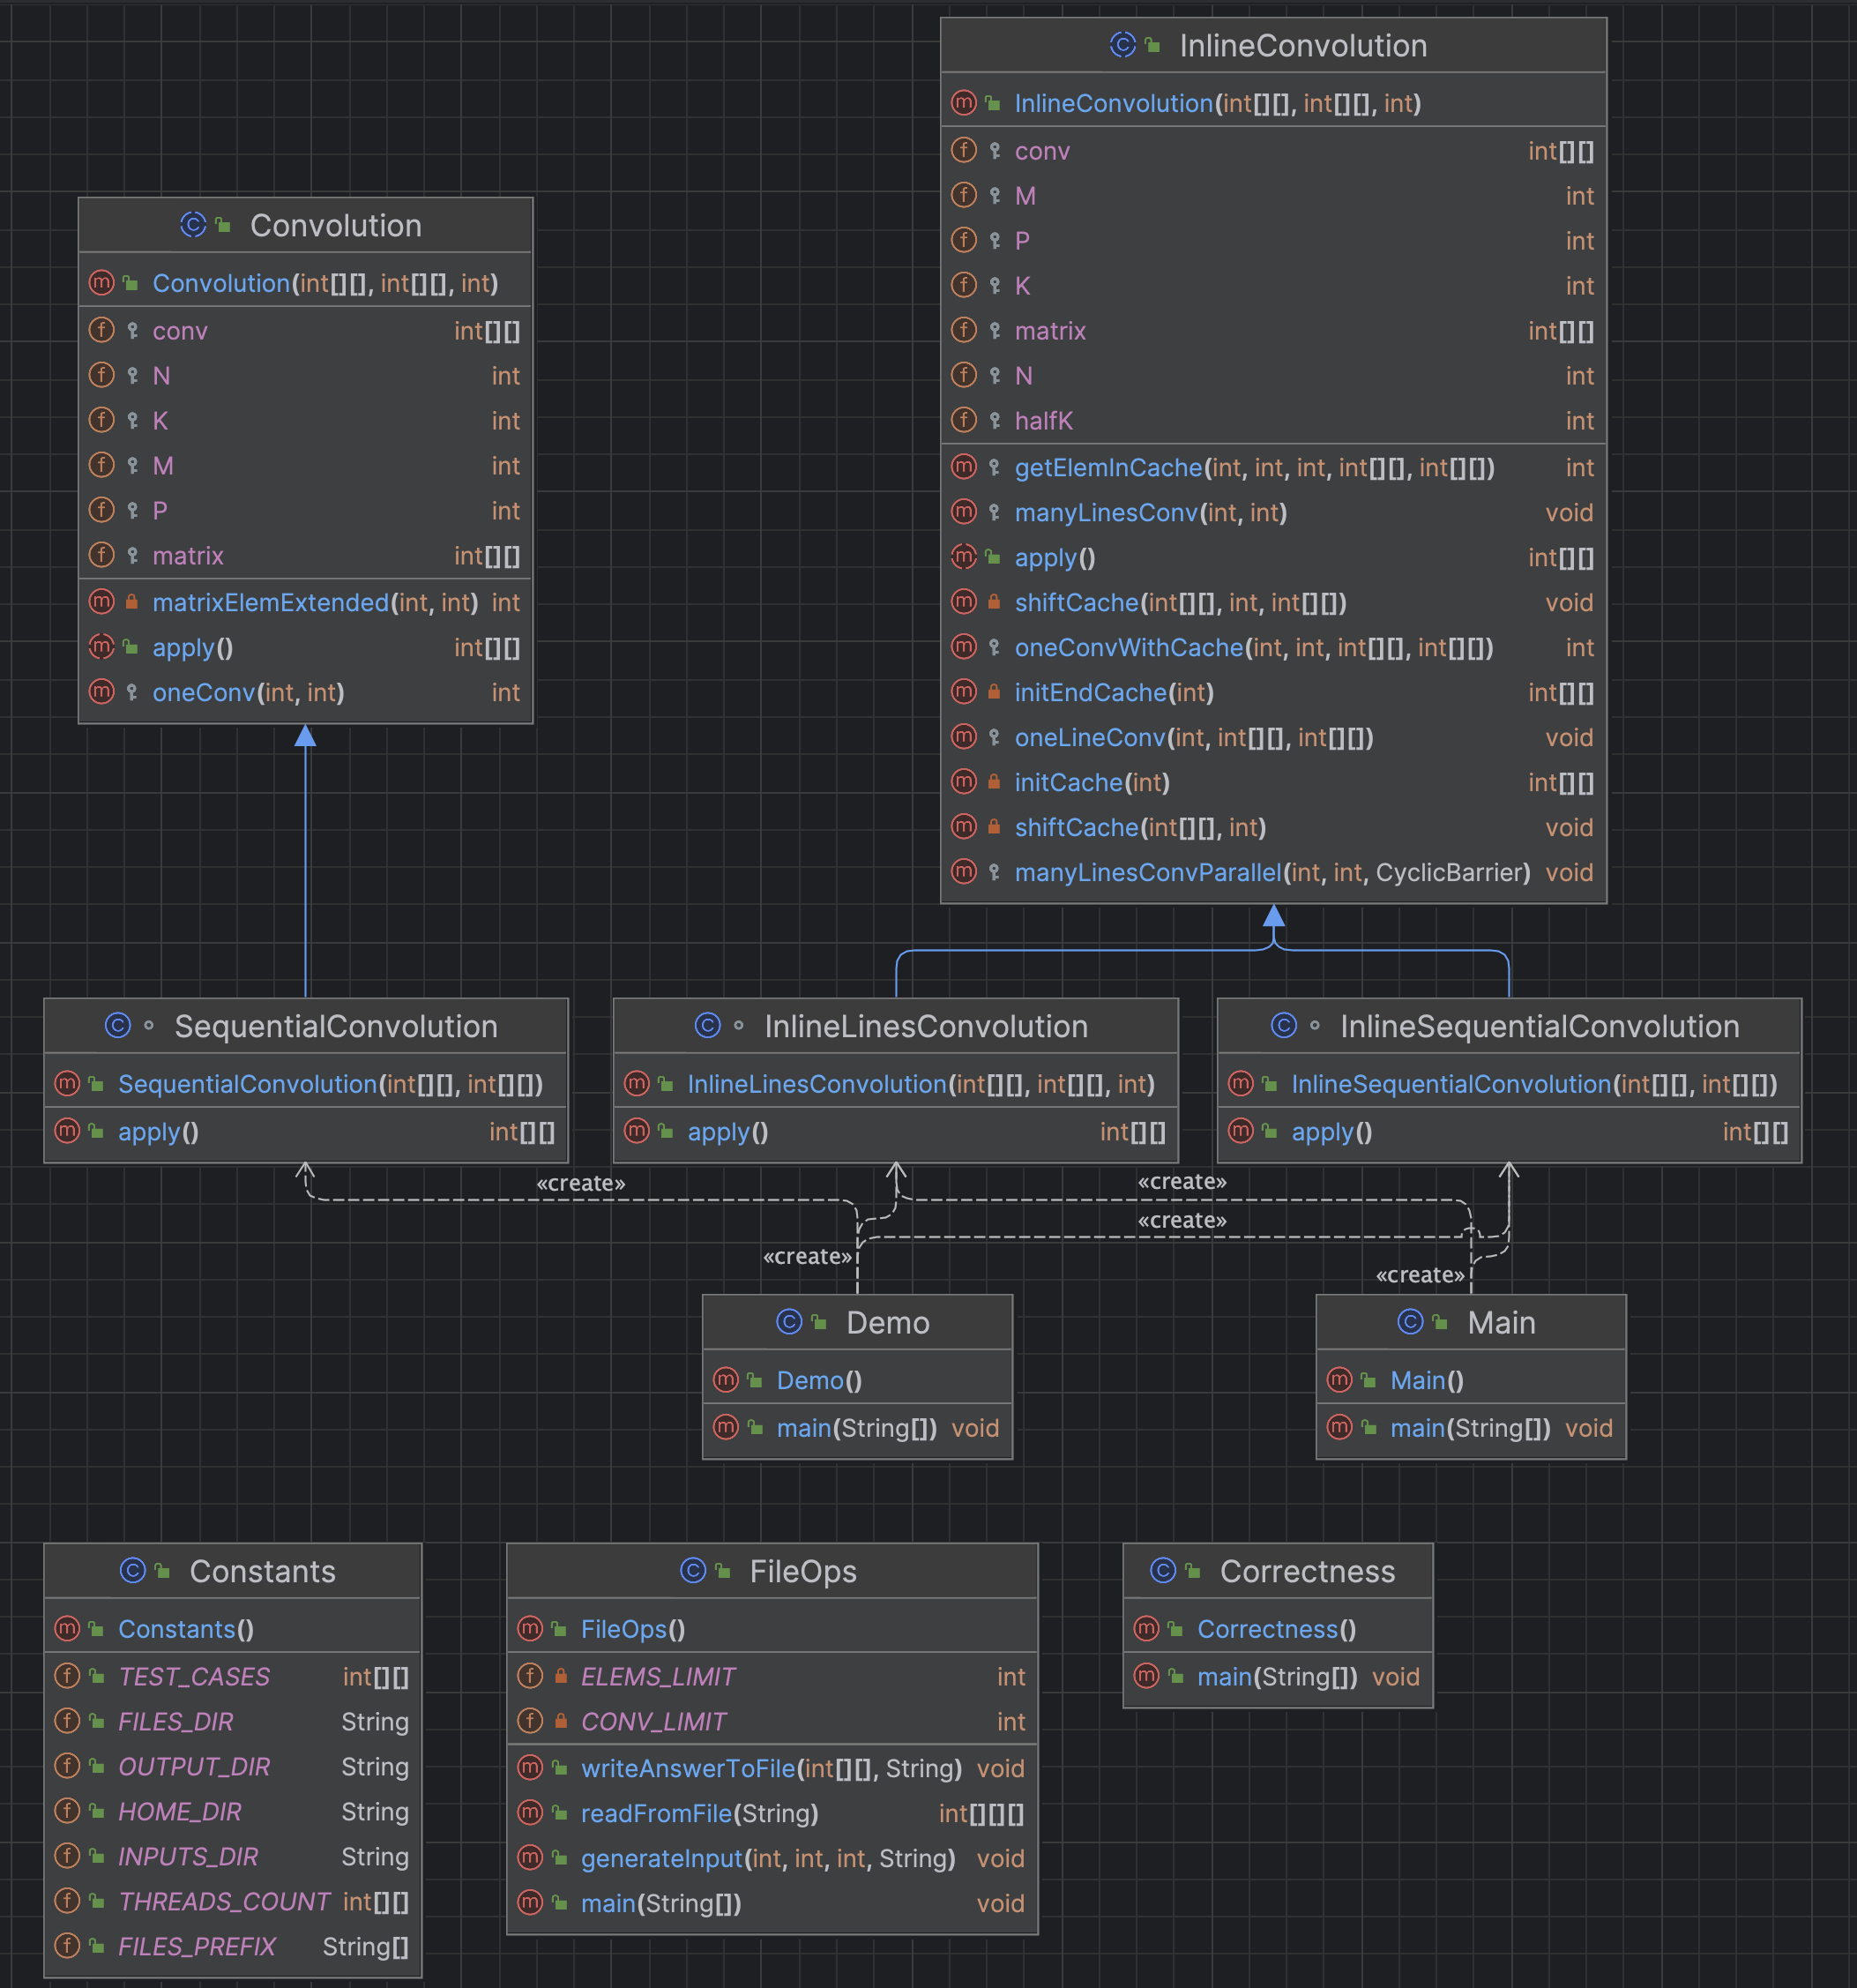 InlineConvolution
InlineConvolution(int[][], int[][], int)
conv int[][]
M int
P int
K int
matrix int[][]
N int
halfK int
getElemInCache(int, int, int, int[][], int[][]) int
manyLinesConv(int, int) void
apply() int[][]
shiftCache(int[][], int, int[][]) void
oneConvWithCache(int, int, int[][], int[][]) int
initEndCache(int) int[][]
oneLineConv(int, int[][], int[][]) void
initCache(int) int[][]
shiftCache(int[][], int) void
manyLinesConvParallel(int, int, CyclicBarrier) void
Convolution
Convolution(int[][], int[][], int)
conv int[][]
N int
K int
M int
P int
matrix int[][]
matrixElemExtended(int, int) int
apply() int[][]
oneConv(int, int) int
SequentialConvolution
SequentialConvolution(int[][], int[][])
apply() int[][]
InlineLinesConvolution
InlineLinesConvolution(int[][], int[][], int)
apply() int[][]
InlineSequentialConvolution
InlineSequentialConvolution(int[][], int[][])
apply() int[][]
«create»
«create»
«create»
«create»
«create»
Demo
Demo()
main(String[]) void
Main
Main()
main(String[]) void
Constants
Constants()
TEST_CASES int[][]
FILES_DIR String
OUTPUT_DIR String
HOME_DIR String
INPUTS_DIR String
THREADS_COUNT int[][]
FILES_PREFIX String[]
FileOps
FileOps()
ELEMS_LIMIT int
CONV_LIMIT int
writeAnswerToFile(int[][], String) void
readFromFile(String) int[][][]
generateInput(int, int, int, String) void
main(String[]) void
Correctness
Correctness()
main(String[]) void